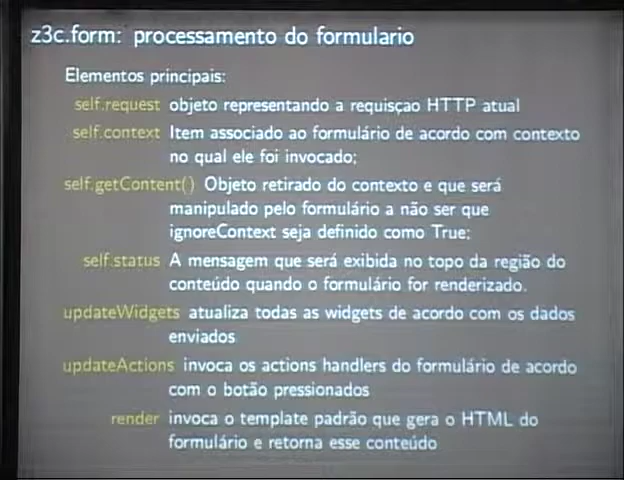 z3c.form: processamento do formulario
Elementos principais:
self.request objeto representando a requisçao HTTP atual
self.context Item associado ao formulário de acordo com contexto
no qual ele foi invocado;
self.getContent() Objeto retirado do contexto e que será
manipulado pelo formulário a não ser que
ignoreContext seja definido como True;
self.status A mensagem que será exibida no topo da região do
conteúdo quando o formulário for renderizado.
updateWidgets atualiza todas as widgets de acordo com os dados
enviados
updateActions invoca os actions handlers do formulário de acordo
com o botão pressionados
render invoca o template padrão que gera o HTML do
formulário e retorna esse conteúdo